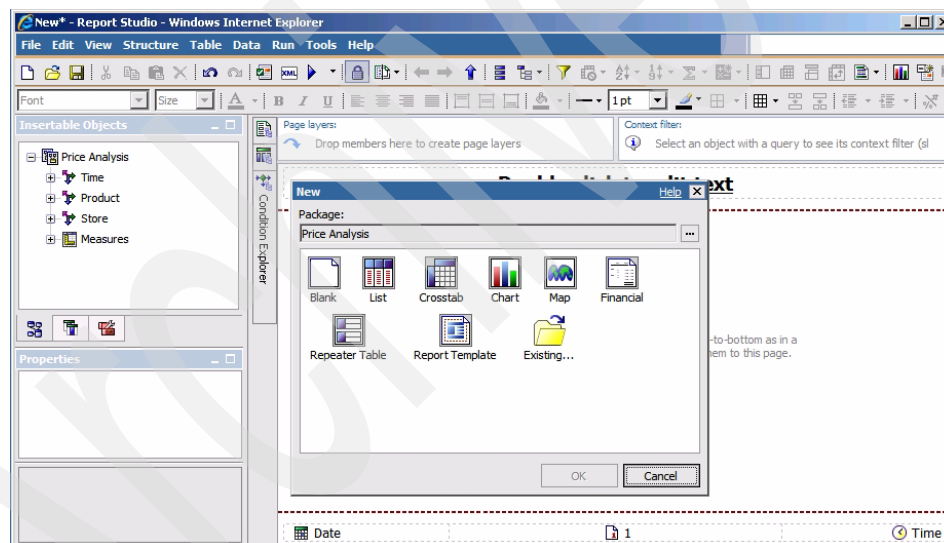 New* - Report Studio - Windows Internet Explorer
File Edit View Structure Table Data Run Tools Help
Font Size 1 pt
Insertable Objects
Price Analysis
Time
Product
Store
Measures
Properties
Condition Explorer
Page layers:
Drop members here to create page layers
Context filter:
Select an object with a query to see its context filter (sl
ext
New Help
Package:
Price Analysis
...
Blank List Crosstab Chart Map Financial
Repeater Table Report Template Existing...
-to-bottom as in a
em to this page.
OK Cancel
Date 1 Time